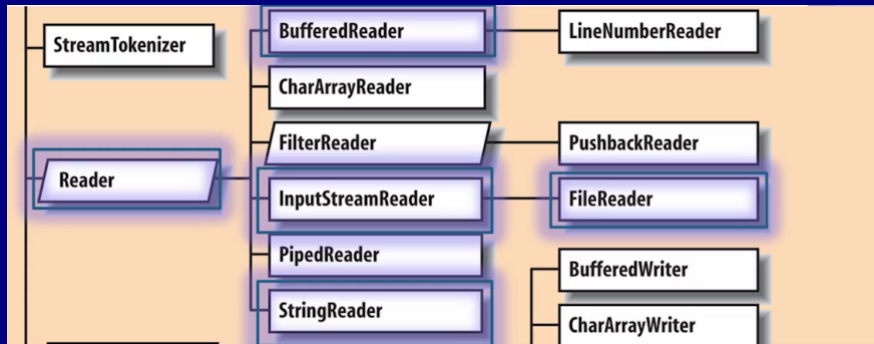 StreamTokenizer
BufferedReader
LineNumberReader
CharArrayReader
FilterReader
PushbackReader
Reader
InputStreamReader
FileReader
PipedReader
BufferedWriter
StringReader
CharArrayWriter